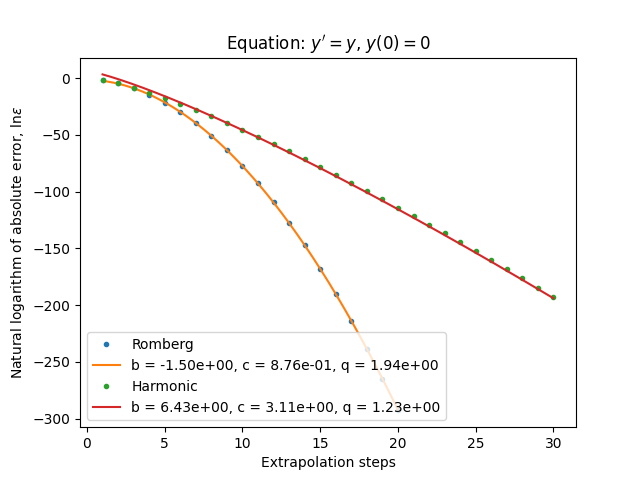 Equation: y′ = y, y(0) = 0
Natural logarithm of absolute error, lnε
0
−50
−100
−150
−200
−250
−300
Romberg
b = -1.50e+00, c = 8.76e-01, q = 1.94e+00
Harmonic
b = 6.43e+00, c = 3.11e+00, q = 1.23e+00
0 5 10 15 20 25 30
Extrapolation steps